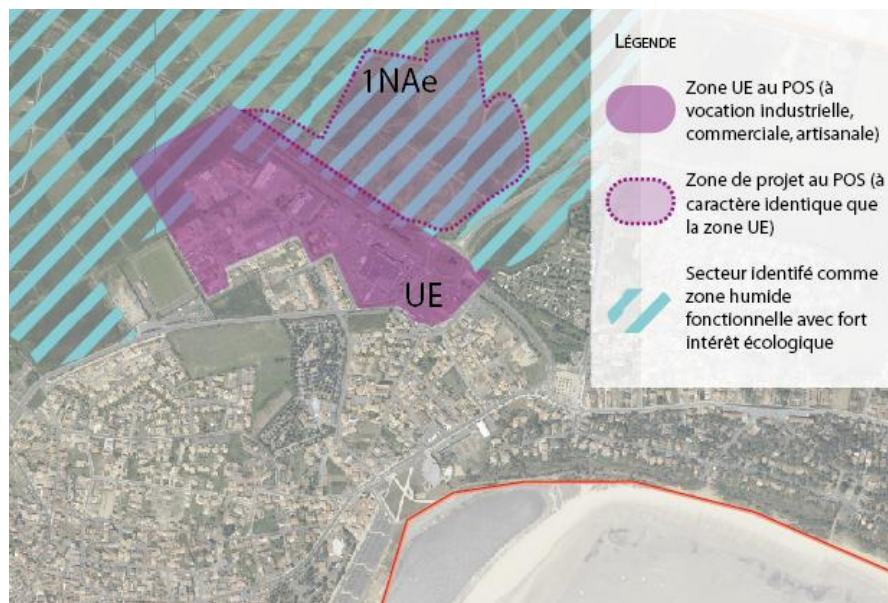 1NAe
UE
LÉGENDE
Zone UE au POS (à
vocation industrielle,
commerciale, artisanale)
Zone de projet au POS (à
caractère identique que
la zone UE)
Secteur identifé comme
zone humide
fonctionnelle avec fort
intérêt écologique